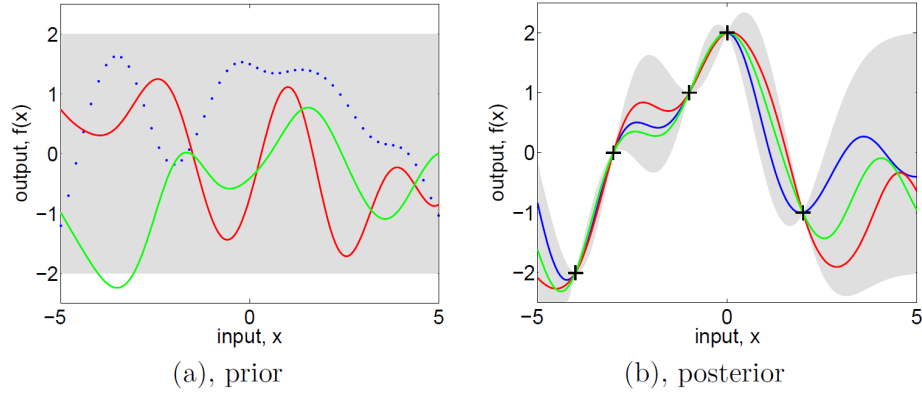 2
1
0
−1
−2
−5
0
5
output, f(x)
input, x
(a), prior
2
1
0
−1
−2
−5
0
5
output, f(x)
input, x
(b), posterior